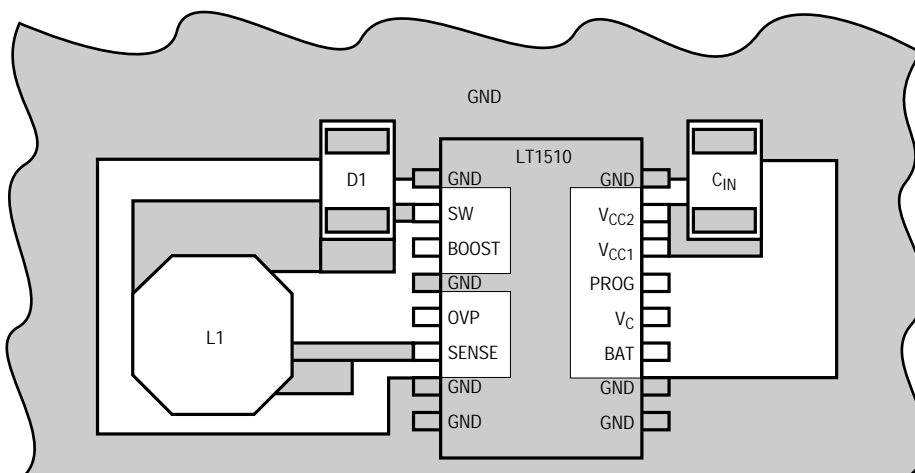 GND
LT1510
D1
C_IN
GND
GND
SW
V_CC2
BOOST
V_CC1
GND
PROG
L1
OVP
V_C
SENSE
BAT
GND
GND
GND
GND